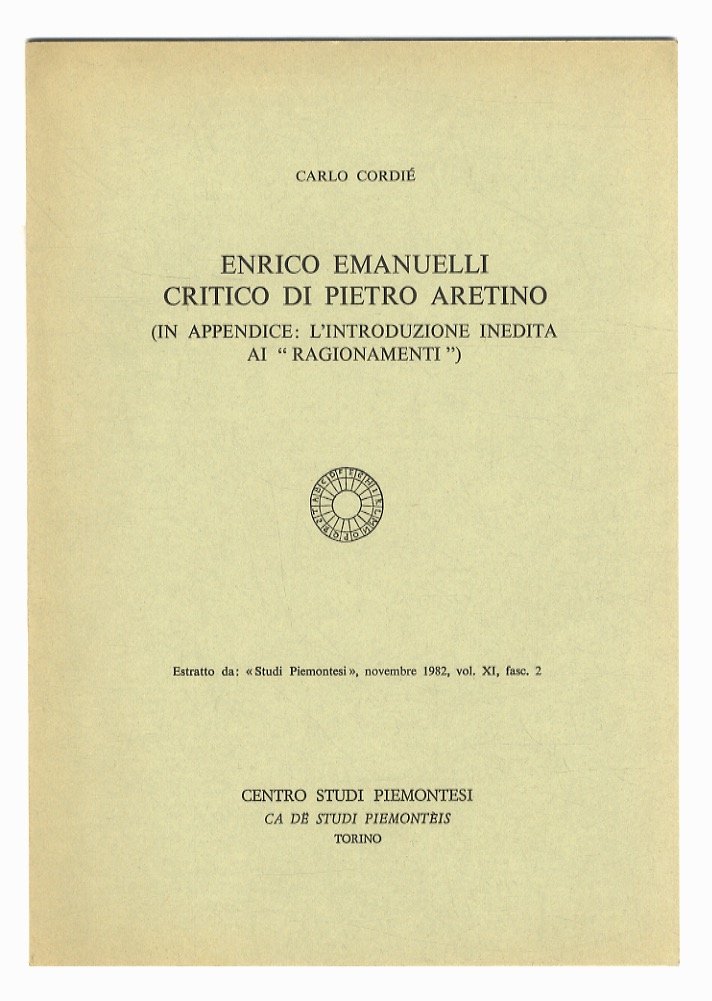 CARLO CORDIÉ
ENRICO EMANUELLI
CRITICO DI PIETRO ARETINO
(IN APPENDICE: L'INTRODUZIONE INEDITA
AI “ RAGIONAMENTI ”)
Estratto da: «Studi Piemontesi», novembre 1982, vol. XI, fasc. 2
CENTRO STUDI PIEMONTESI
CA DË STUDI PIEMONTÈIS
TORINO